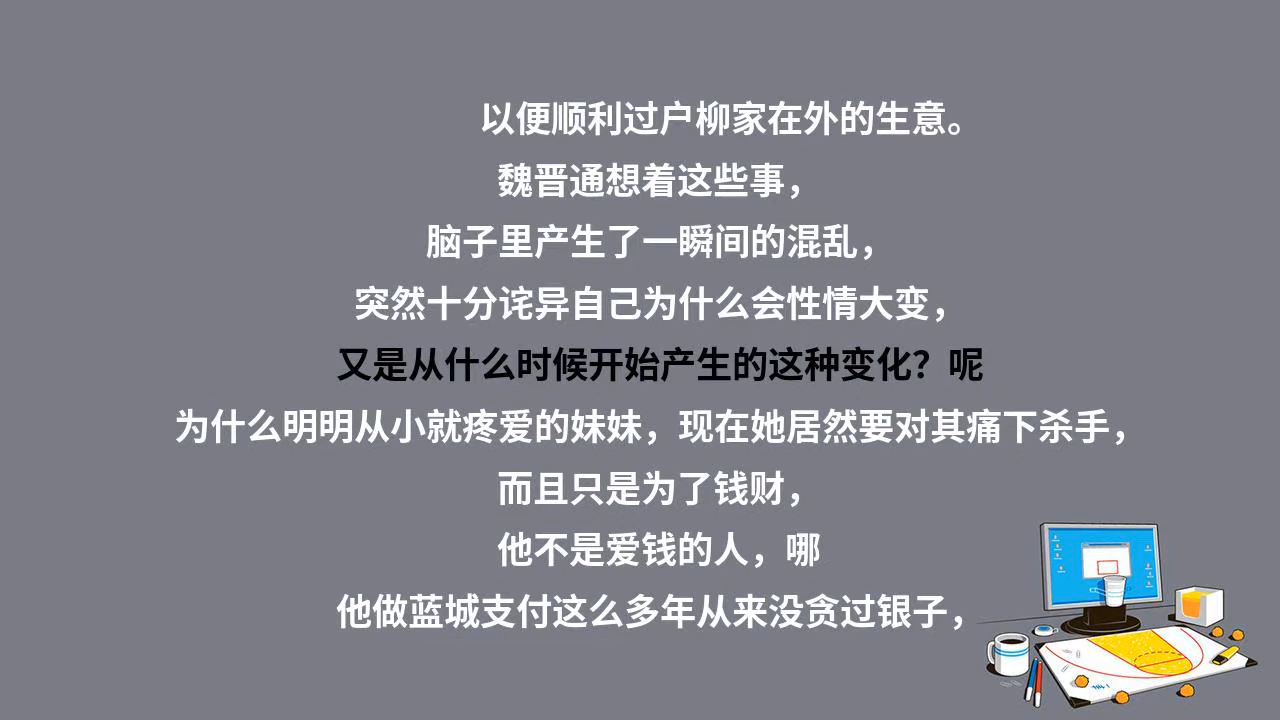 以便顺利过户柳家在外的生意。
魏晋通想着这些事，
脑子里产生了一瞬间的混乱，
突然十分诧异自己为什么会性情大变，
又是从什么时候开始产生的这种变化？呢
为什么明明从小就疼爱的妹妹，现在她居然要对其痛下杀手，
而且只是为了钱财，
他不是爱钱的人，哪
他做蓝城支付这么多年从来没贪过银子，